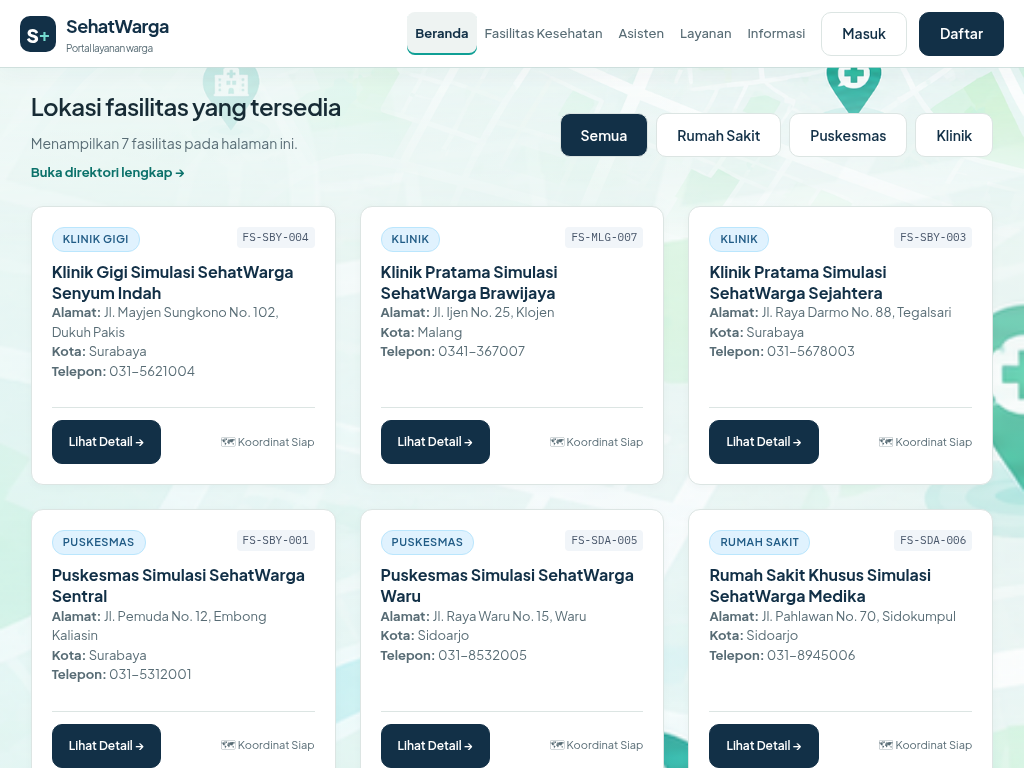 S+
SehatWarga
Portal layanan warga
Beranda
Fasilitas Kesehatan
Asisten
Layanan
Informasi
Masuk
Daftar
Lokasi fasilitas yang tersedia
Menampilkan 7 fasilitas pada halaman ini.
Buka direktori lengkap →
Semua
Rumah Sakit
Puskesmas
Klinik
KLINIK GIGI
FS-SBY-004
Klinik Gigi Simulasi SehatWarga
Senyum Indah
Alamat: Jl. Mayjen Sungkono No. 102,
Dukuh Pakis
Kota: Surabaya
Telepon: 031-5621004
Lihat Detail →
🗺 Koordinat Siap
KLINIK
FS-MLG-007
Klinik Pratama Simulasi
SehatWarga Brawijaya
Alamat: Jl. Ijen No. 25, Klojen
Kota: Malang
Telepon: 0341-367007
Lihat Detail →
🗺 Koordinat Siap
KLINIK
FS-SBY-003
Klinik Pratama Simulasi
SehatWarga Sejahtera
Alamat: Jl. Raya Darmo No. 88, Tegalsari
Kota: Surabaya
Telepon: 031-5678003
Lihat Detail →
🗺 Koordinat Siap
PUSKESMAS
FS-SBY-001
Puskesmas Simulasi SehatWarga
Sentral
Alamat: Jl. Pemuda No. 12, Embong
Kaliasin
Kota: Surabaya
Telepon: 031-5312001
Lihat Detail →
🗺 Koordinat Siap
PUSKESMAS
FS-SDA-005
Puskesmas Simulasi SehatWarga
Waru
Alamat: Jl. Raya Waru No. 15, Waru
Kota: Sidoarjo
Telepon: 031-8532005
Lihat Detail →
🗺 Koordinat Siap
RUMAH SAKIT
FS-SDA-006
Rumah Sakit Khusus Simulasi
SehatWarga Medika
Alamat: Jl. Pahlawan No. 70, Sidokumpul
Kota: Sidoarjo
Telepon: 031-8945006
Lihat Detail →
🗺 Koordinat Siap